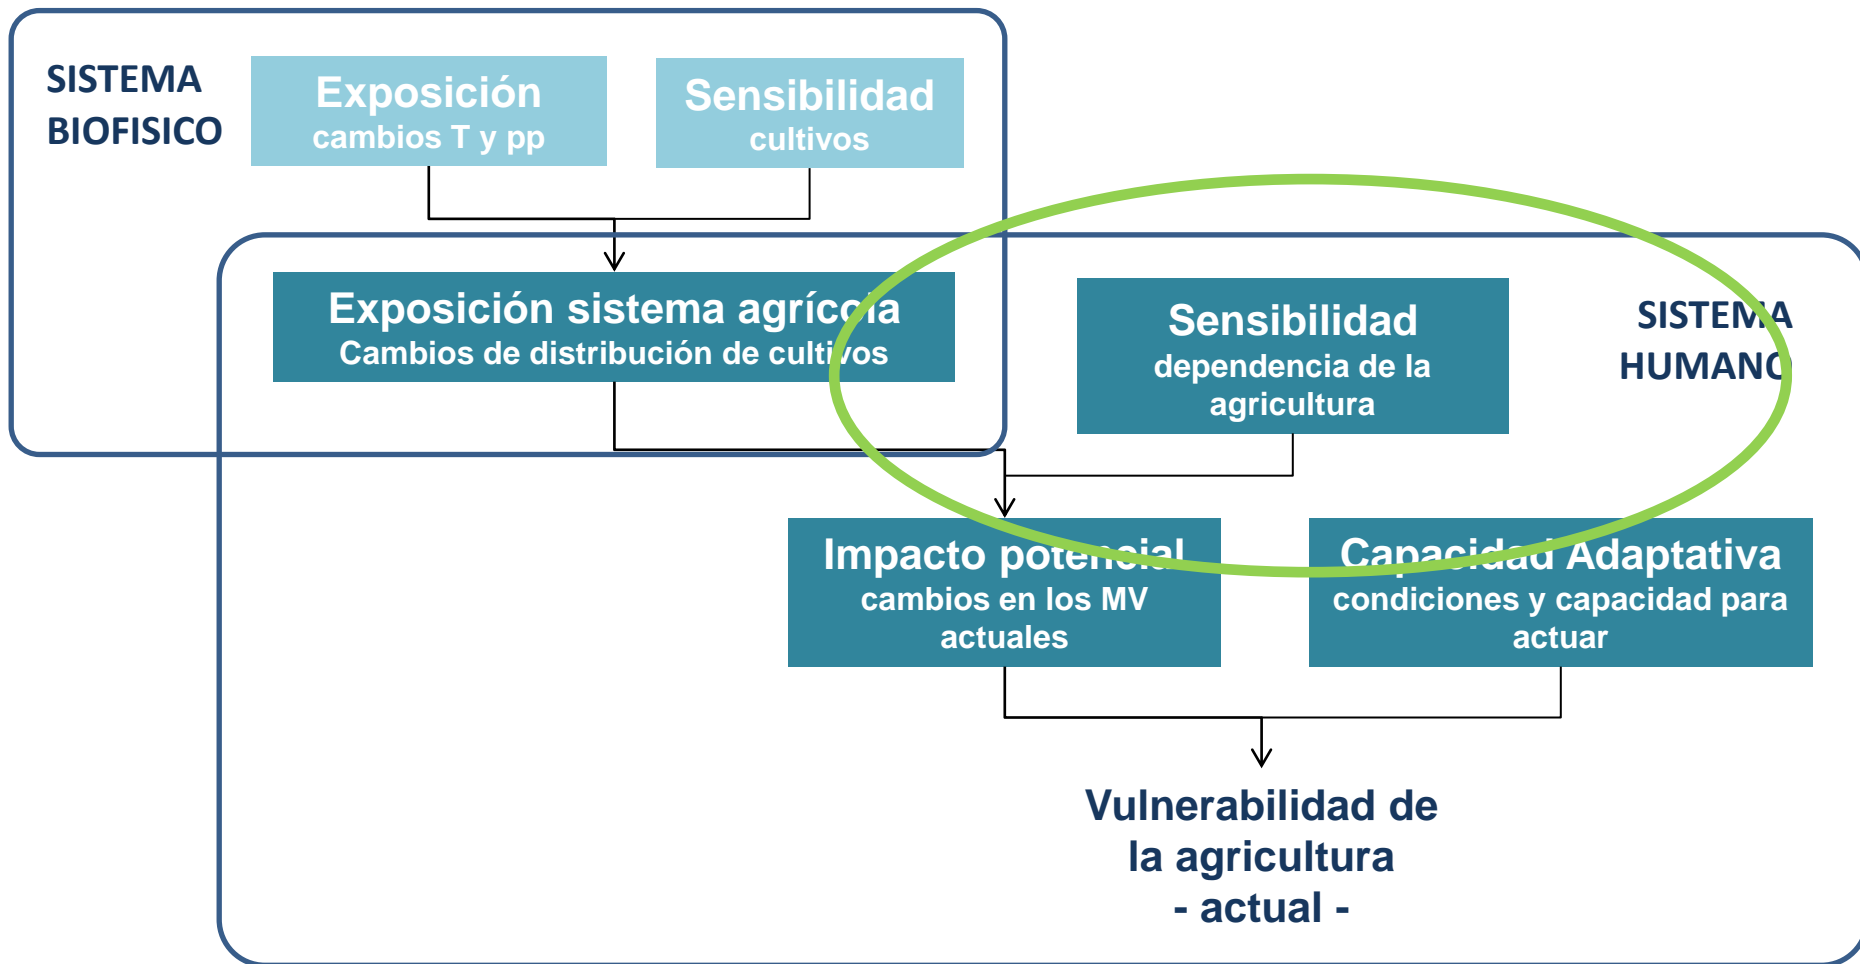 SISTEMA
BIOFISICO
Exposición
cambios T y pp
Sensibilidad
cultivos
Exposición sistema agrícola
Cambios de distribución de cultivos
Sensibilidad
dependencia de la
agricultura
SISTEMA
HUMANO
Impacto potencial
cambios en los MV
actuales
Capacidad Adaptativa
condiciones y capacidad para
actuar
Vulnerabilidad de
la agricultura
- actual -